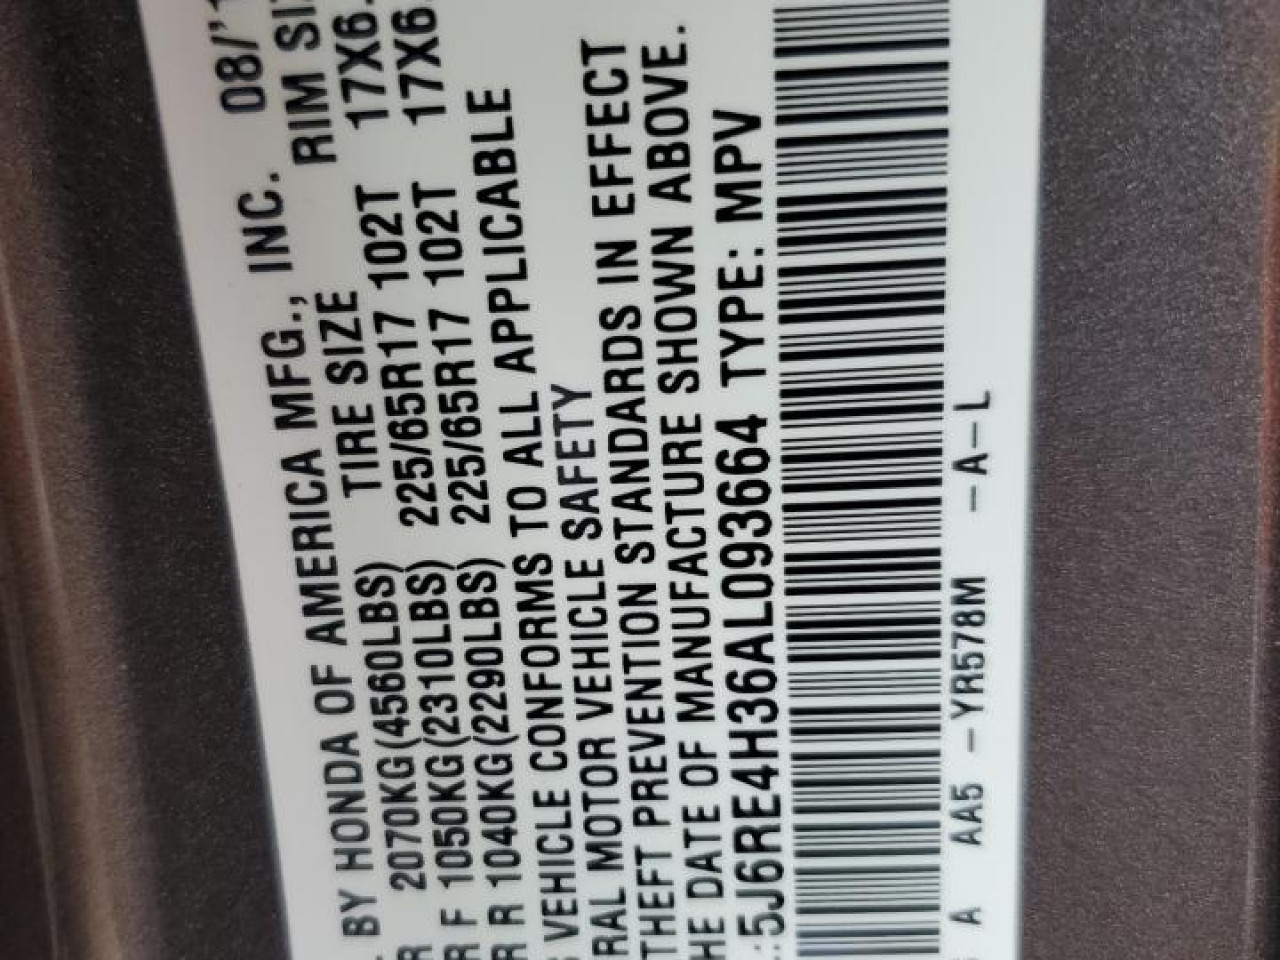 BY HONDA OF AMERICA MFG., INC. 08/'1
TIRE SIZE RIM SI
R 2070KG(4560LBS) 225/65R17 102T 17X6.
R F 1050KG(2310LBS) 225/65R17 102T 17X6
R R 1040KG(2290LBS)
VEHICLE CONFORMS TO ALL APPLICABLE
RAL MOTOR VEHICLE SAFETY
THEFT PREVENTION STANDARDS IN EFFECT
HE DATE OF MANUFACTURE SHOWN ABOVE.
:5J6RE4H36AL093664 TYPE: MPV
A AA5 -YR578M -A-L